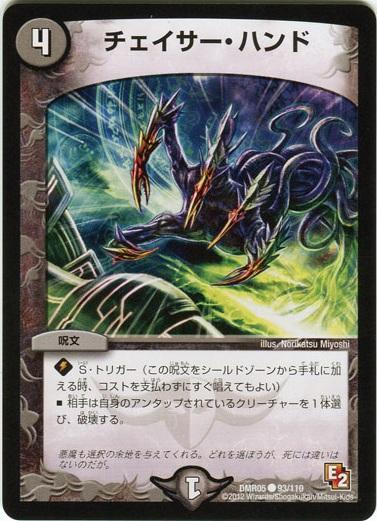 4
チェイサー・ハンド
illus. Norikatsu Miyoshi
呪文
S・トリガー（この呪文をシールドゾーンから手札に加
える時、コストを支払わずにすぐ唱えてもよい）
■ 相手は自身のアンタップされているクリーチャーを1体選
び、破壊する。
悪魔も選択の余地を与えてくれる。どれを選ぼうが、死には違いは
ないのだが。
DMR05 ● 93/110
E2
©2012 Wizards/Shogakukan/Mitsui-Kids